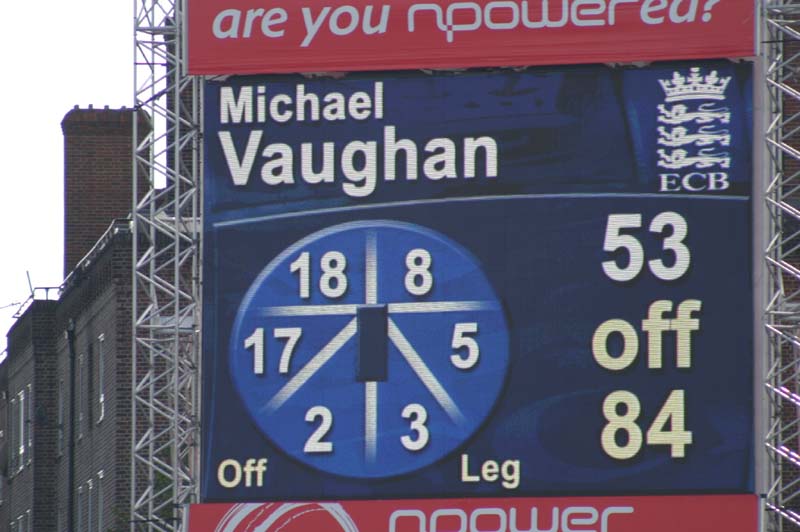 are you npowered?
Michael
Vaughan
ECB
53
off
84
18 8
17 5
2 3
Off Leg
npower